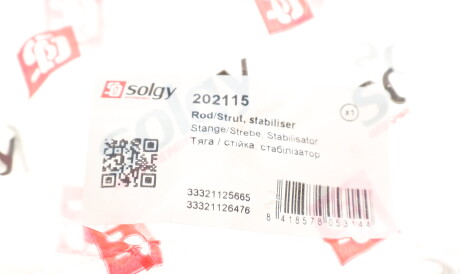 solgy
202115
x1
Rod/Strut, stabiliser
Stange/Strebe, Stabilisator
Тяга / стійка стабілізатор
33321125665
33321126476
8 418578 053144